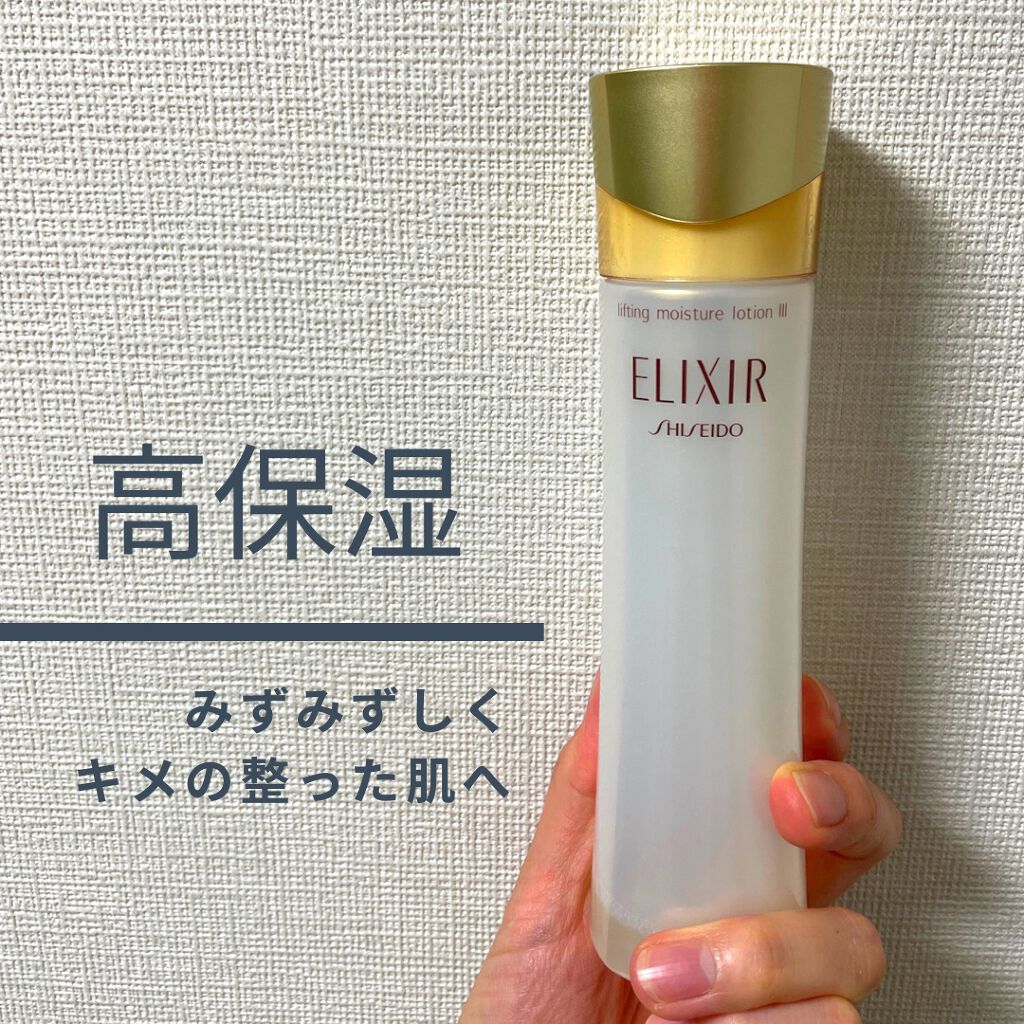 lifting moisture lotion III
ELIXIR
SHISEIDO
高保湿
みずみずしく
キメの整った肌へ